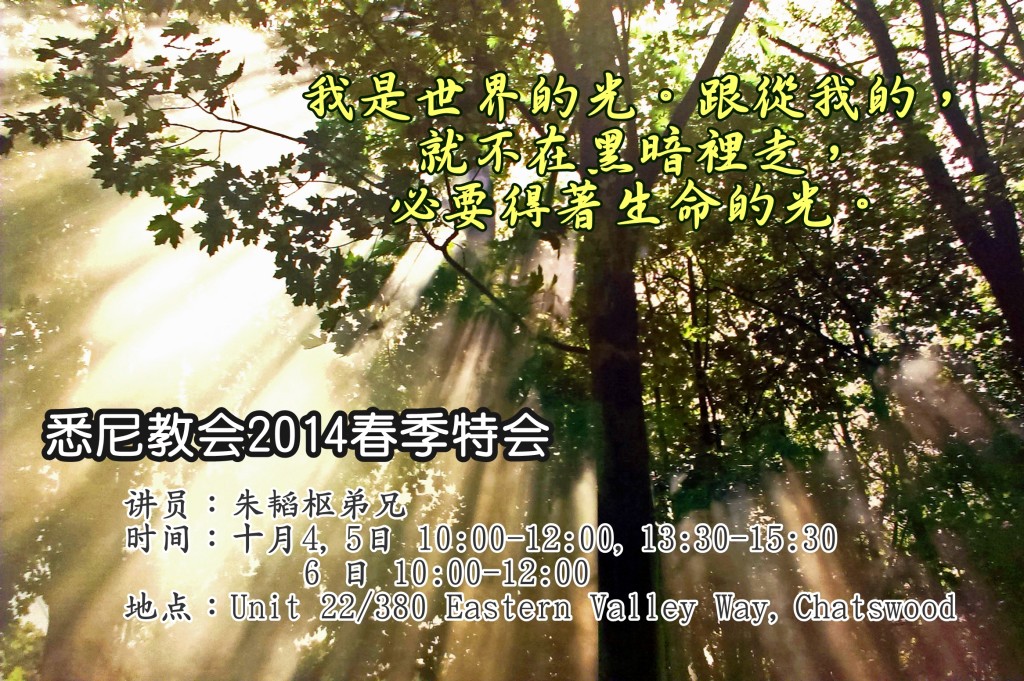 我是世界的光。跟從我的，
就不在黑暗裡走，
必要得著生命的光。
悉尼教会2014春季特会
讲员：朱韬枢弟兄
时间：十月4, 5日 10:00-12:00, 13:30-15:30
6 日 10:00-12:00
地点：Unit 22/380 Eastern Valley Way, Chatswood